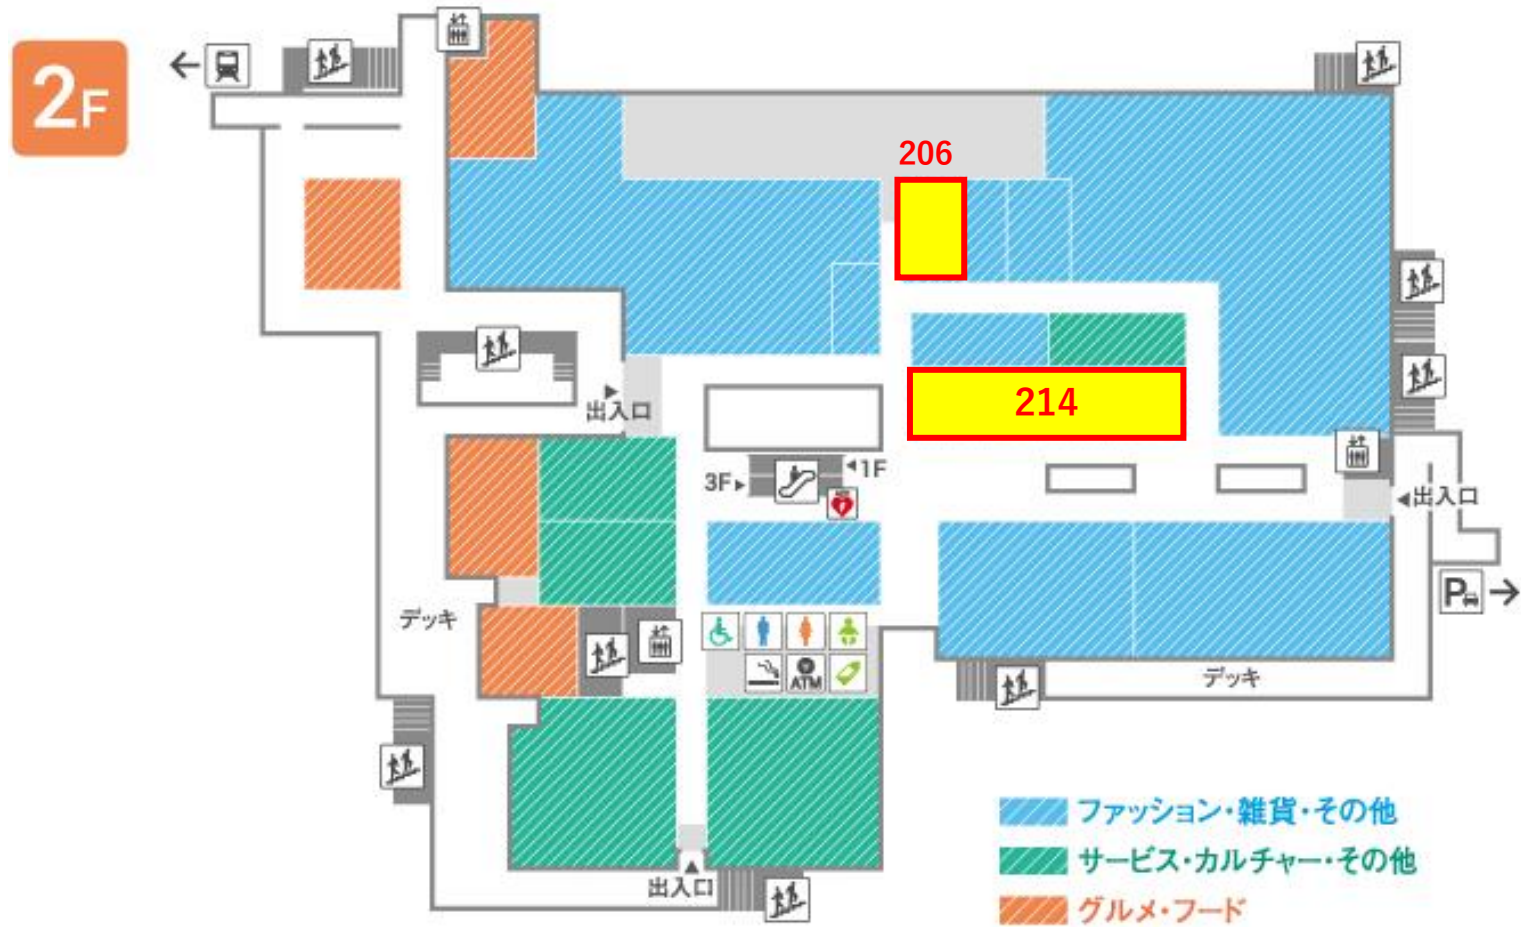 2F
206
214
出入口
3F
1F
出入口
デッキ
P
ATM
デッキ
出入口
ファッション・雑貨・その他
サービス・カルチャー・その他
グルメ・フード